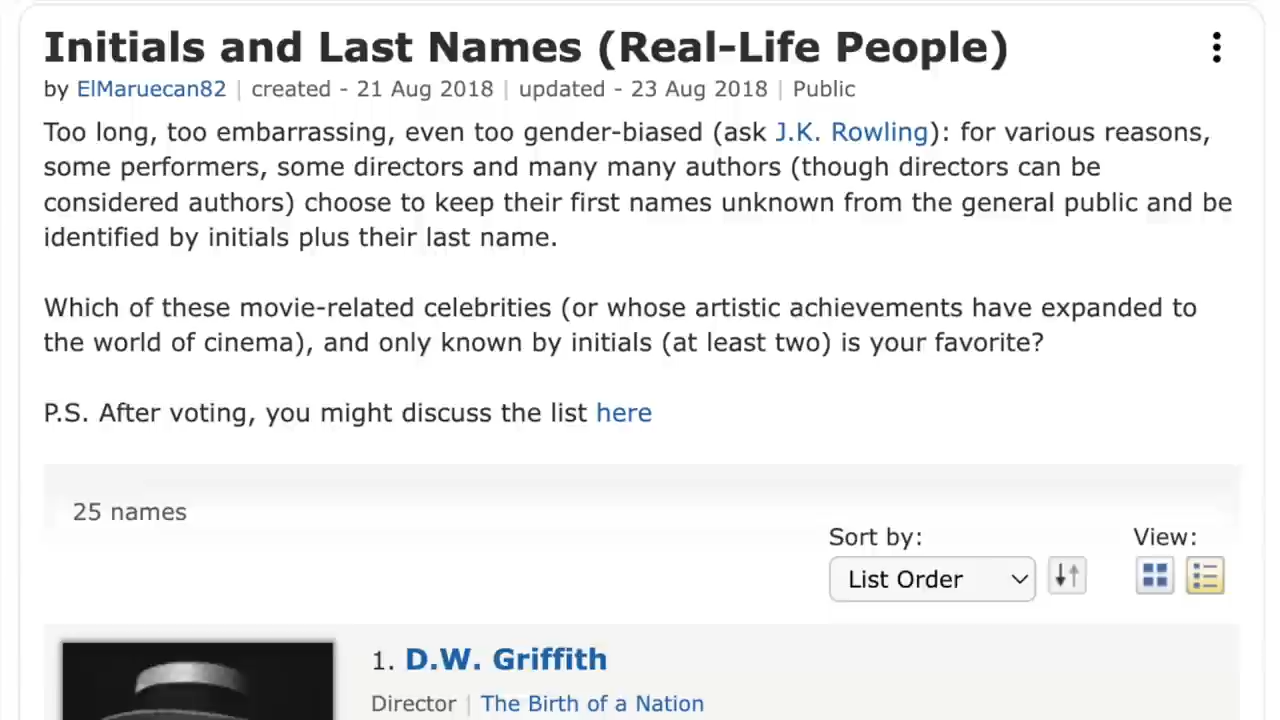 Initials and Last Names (Real-Life People)
by ElMaruecan82 | created - 21 Aug 2018 | updated - 23 Aug 2018 | Public
Too long, too embarrassing, even too gender-biased (ask J.K. Rowling): for various reasons,
some performers, some directors and many many authors (though directors can be
considered authors) choose to keep their first names unknown from the general public and be
identified by initials plus their last name.
Which of these movie-related celebrities (or whose artistic achievements have expanded to
the world of cinema), and only known by initials (at least two) is your favorite?
P.S. After voting, you might discuss the list here
25 names
Sort by:
View:
List Order
1. D.W. Griffith
Director | The Birth of a Nation